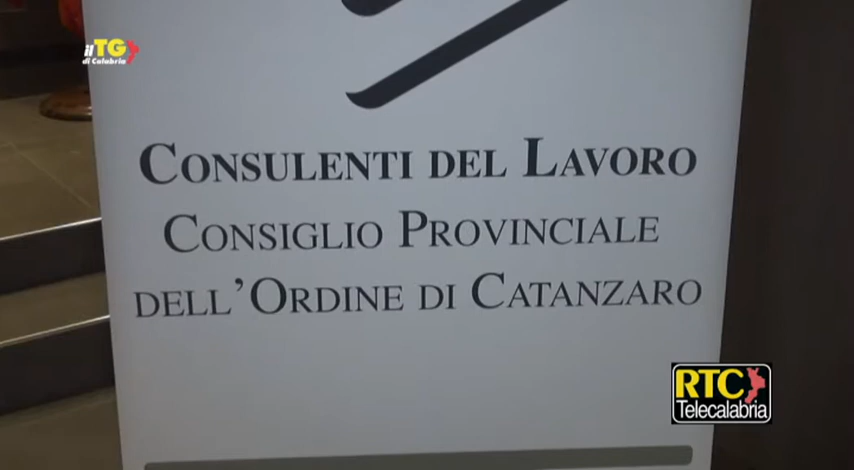 il TG
di Calabria
CONSULENTI DEL LAVORO
CONSIGLIO PROVINCIALE
DELL'ORDINE DI CATANZARO
RTC
Telecalabria